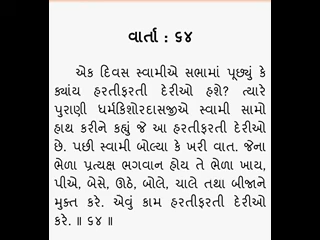 વાર્તા : ૬૪
એક દિવસ સ્વામીએ સભામાં પૂછ્યું કે
ક્યાંય હરતીફરતી દેરીઓ હશે? ત્યારે
પુરાણી ધર્મકિશોરદાસજીએ સ્વામી સામો
હાથ કરીને કહ્યું જે આ હરતીફરતી દેરીઓ
છે. પછી સ્વામી બોલ્યા કે ખરી વાત. જેના
ભેળા પ્રત્યક્ષ ભગવાન હોય તે ભેળા ખાય,
પીએ, બેસે, ઊઠે, બોલે, ચાલે તથા બીજાને
મુક્ત કરે. એવું કામ હરતીફરતી દેરીઓ
કરે. ॥ ૬૪ ॥